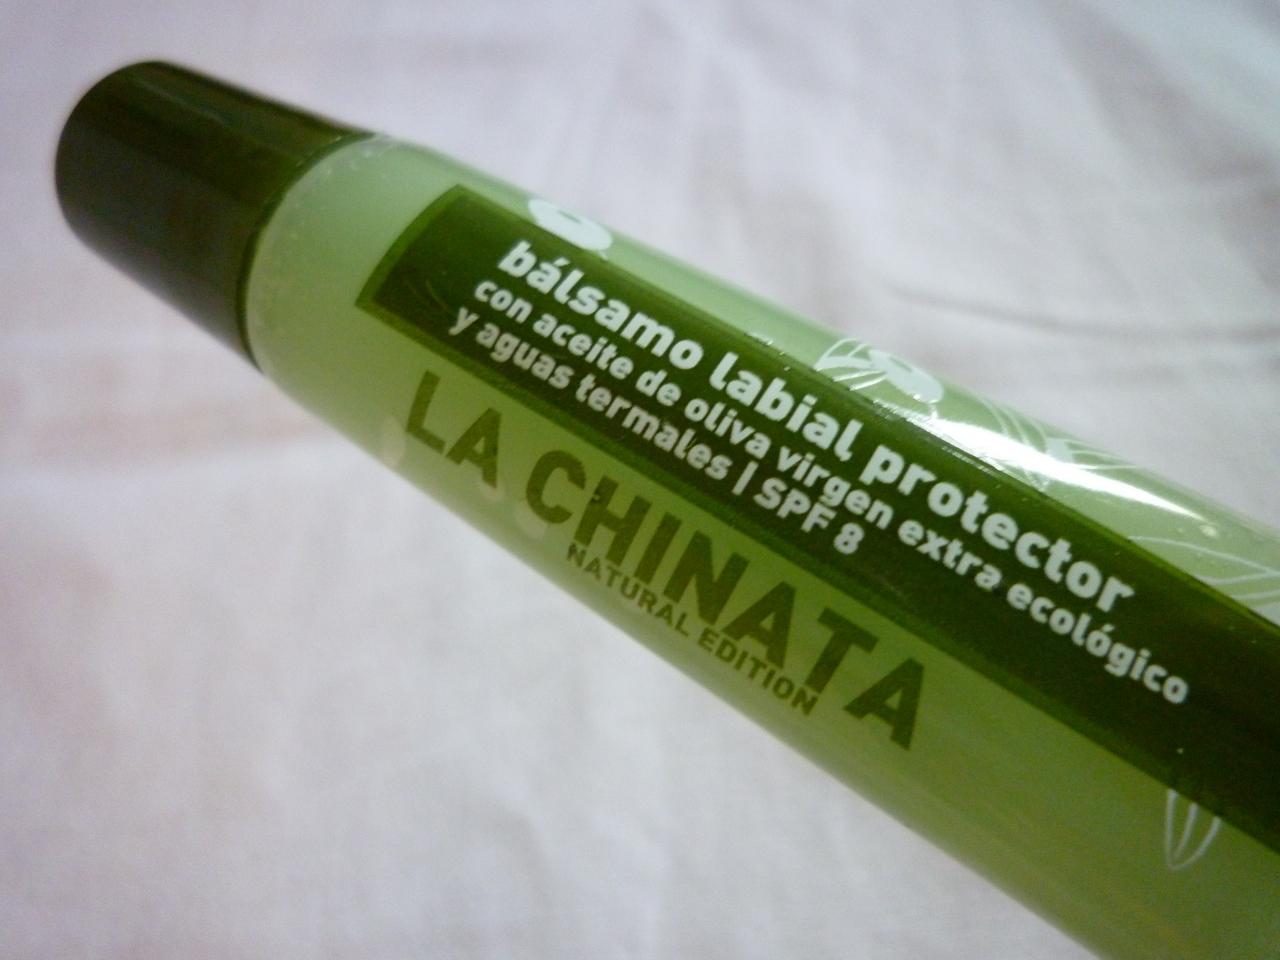 bálsamo labial protector
con aceite de oliva virgen extra ecológico
y aguas termales | SPF 8
LA CHINATA
NATURAL EDITION